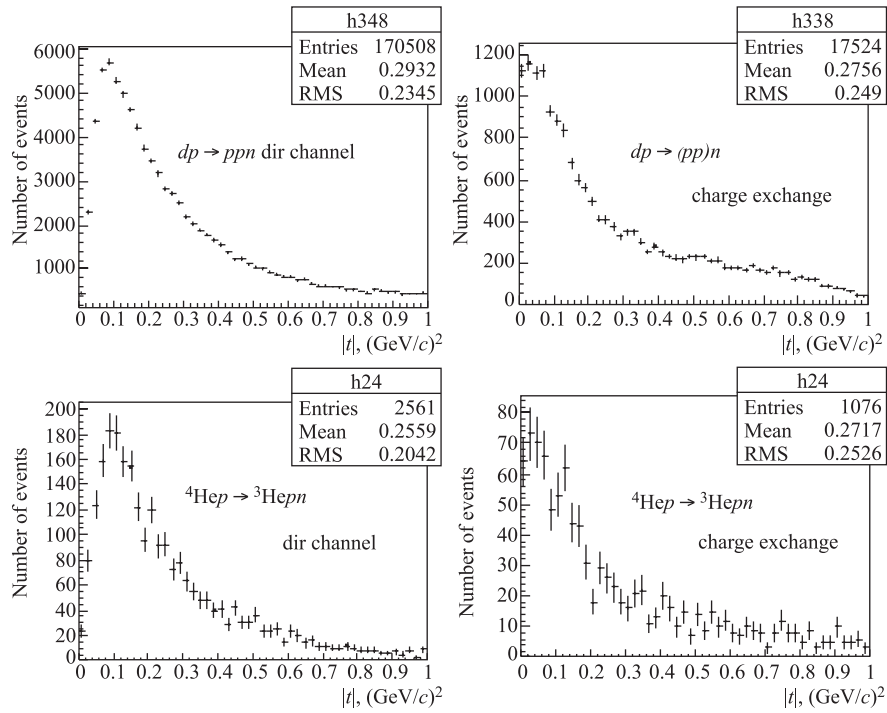 h348
Entries 170508
Mean 0.2932
RMS 0.2345
6000
5000
4000
3000
2000
1000
0
Number of events
dp → ppn dir channel
0 0.1 0.2 0.3 0.4 0.5 0.6 0.7 0.8 0.9 1
|t|, (GeV/c)²
h338
Entries 17524
Mean 0.2756
RMS 0.249
1200
1000
800
600
400
200
0
Number of events
dp → (pp)n
charge exchange
0 0.1 0.2 0.3 0.4 0.5 0.6 0.7 0.8 0.9 1
|t|, (GeV/c)²
h24
Entries 2561
Mean 0.2559
RMS 0.2042
200
180
160
140
120
100
80
60
40
20
0
Number of events
⁴Hep → ³Hepn
dir channel
0 0.1 0.2 0.3 0.4 0.5 0.6 0.7 0.8 0.9 1
|t|, (GeV/c)²
h24
Entries 1076
Mean 0.2717
RMS 0.2526
80
70
60
50
40
30
20
10
0
Number of events
⁴Hep → ³Hepn
charge exchange
0 0.1 0.2 0.3 0.4 0.5 0.6 0.7 0.8 0.9 1
|t|, (GeV/c)²